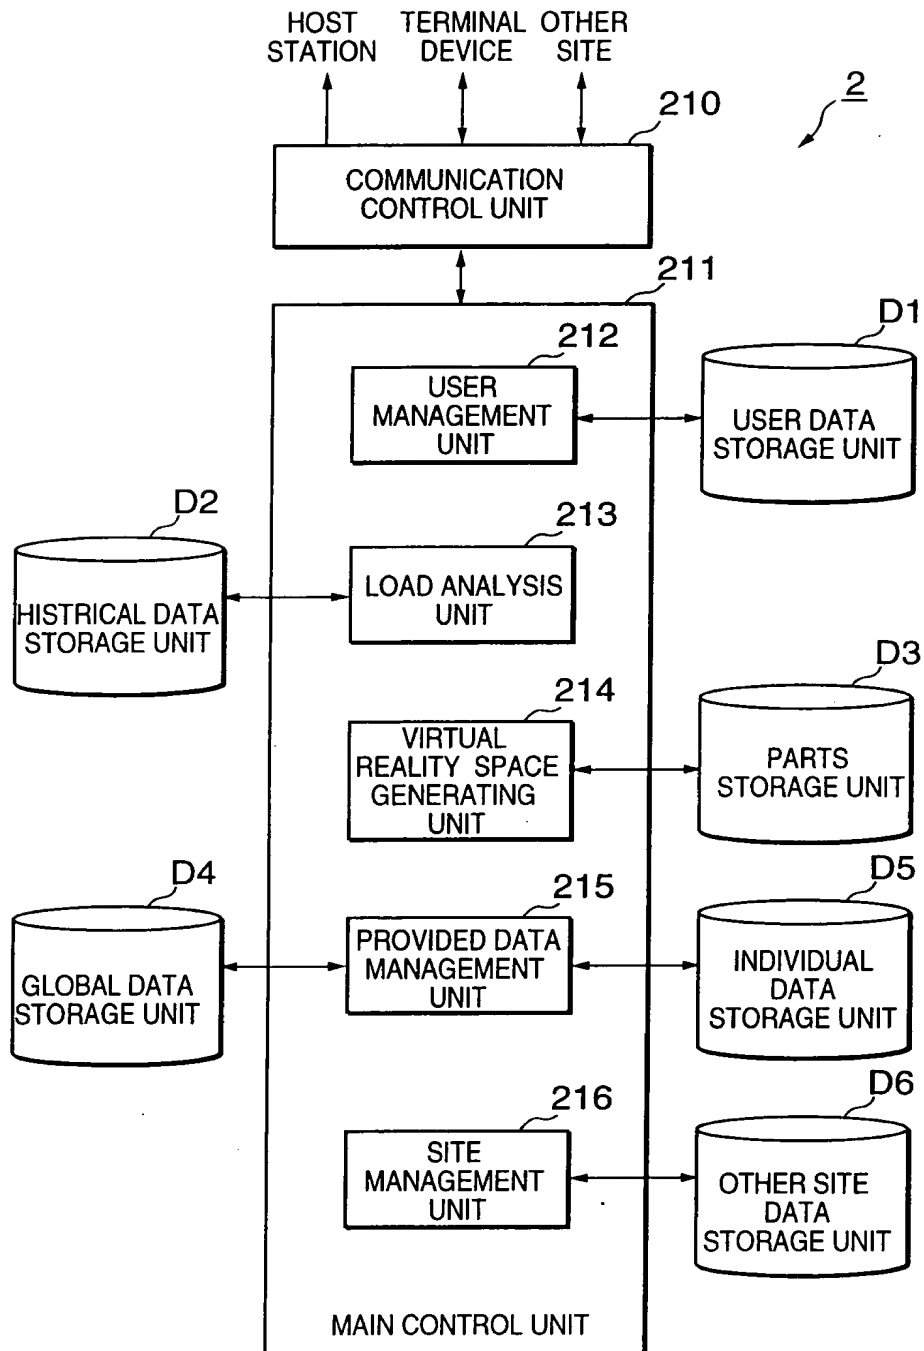 HOST
STATION
TERMINAL
DEVICE
OTHER
SITE
2
210
COMMUNICATION
CONTROL UNIT
211
212
USER
MANAGEMENT
UNIT
D1
USER DATA
STORAGE UNIT
D2
HISTRICAL DATA
STORAGE UNIT
213
LOAD ANALYSIS
UNIT
214
VIRTUAL
REALITY SPACE
GENERATING
UNIT
D3
PARTS
STORAGE UNIT
D4
GLOBAL DATA
STORAGE UNIT
215
PROVIDED DATA
MANAGEMENT
UNIT
D5
INDIVIDUAL
DATA
STORAGE UNIT
216
SITE
MANAGEMENT
UNIT
D6
OTHER SITE
DATA
STORAGE UNIT
MAIN CONTROL UNIT